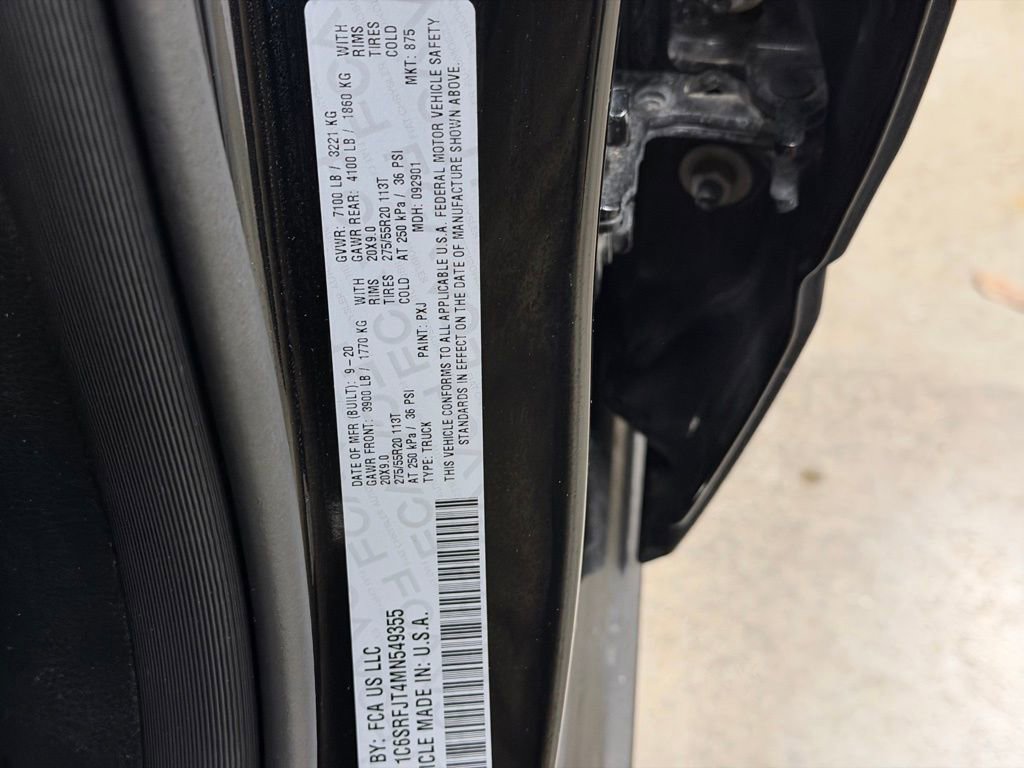 BY: FCA US LLC
1C6SRFJT4MN549355
MADE IN: U.S.A.
DATE OF MFR (BUILT): 9-20 GVWR: 7100 LB / 3221 KG
GAWR FRONT: 3900 LB / 1770 KG WITH GAWR REAR: 4100 LB / 1860 KG WITH
20X9.0 RIMS 20X9.0 RIMS
275/55R20 113T TIRES 275/55R20 113T TIRES
AT 250 kPa / 36 PSI COLD AT 250 kPa / 36 PSI COLD
TYPE: TRUCK PAINT: PXJ MDH: 092901 MKT: 875
THIS VEHICLE CONFORMS TO ALL APPLICABLE U.S.A. FEDERAL MOTOR VEHICLE SAFETY
STANDARDS IN EFFECT ON THE DATE OF MANUFACTURE SHOWN ABOVE.